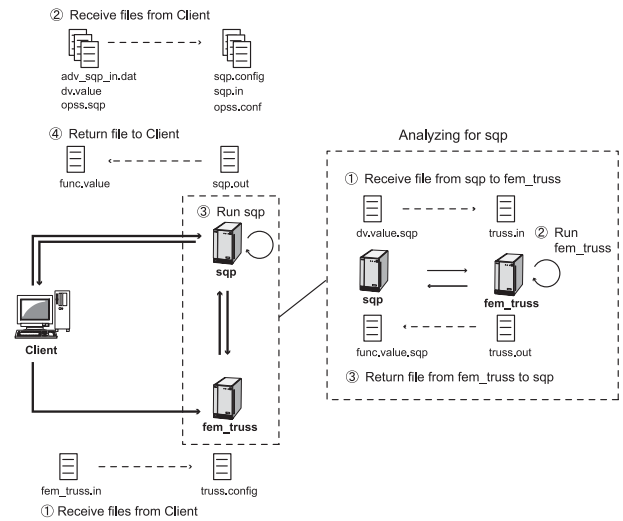 ② Receive files from Client
adv_sqp_in.dat
dv.value
opss.sqp
sqp.config
sqp.in
opss.conf
④ Return file to Client
func.value
sqp.out
③ Run sqp
sqp
Client
fem_truss
fem_truss.in
truss.config
① Receive files from Client
Analyzing for sqp
① Receive file from sqp to fem_truss
dv.value.sqp
truss.in
② Run
fem_truss
sqp
fem_truss
func.value.sqp
truss.out
③ Return file from fem_truss to sqp